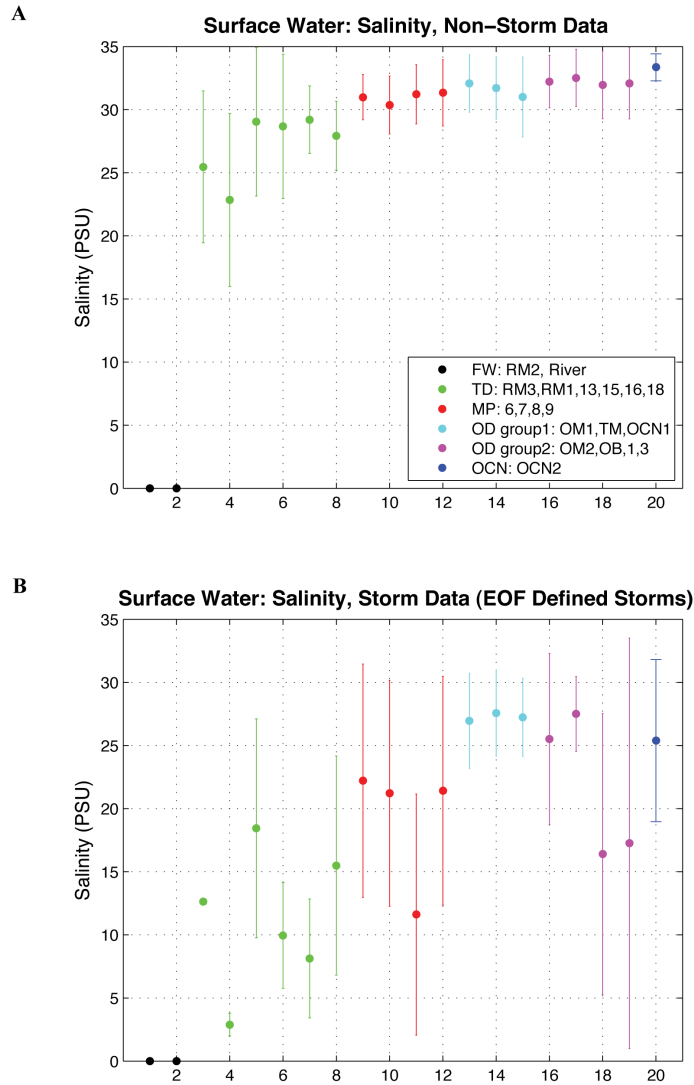 A
Surface Water: Salinity, Non−Storm Data
35
30
25
20
15
10
5
0
Salinity (PSU)
FW: RM2, River
TD: RM3,RM1,13,15,16,18
MP: 6,7,8,9
OD group1: OM1,TM,OCN1
OD group2: OM2,OB,1,3
OCN: OCN2
2 4 6 8 10 12 14 16 18 20
B
Surface Water: Salinity, Storm Data (EOF Defined Storms)
35
30
25
20
15
10
5
0
Salinity (PSU)
2 4 6 8 10 12 14 16 18 20